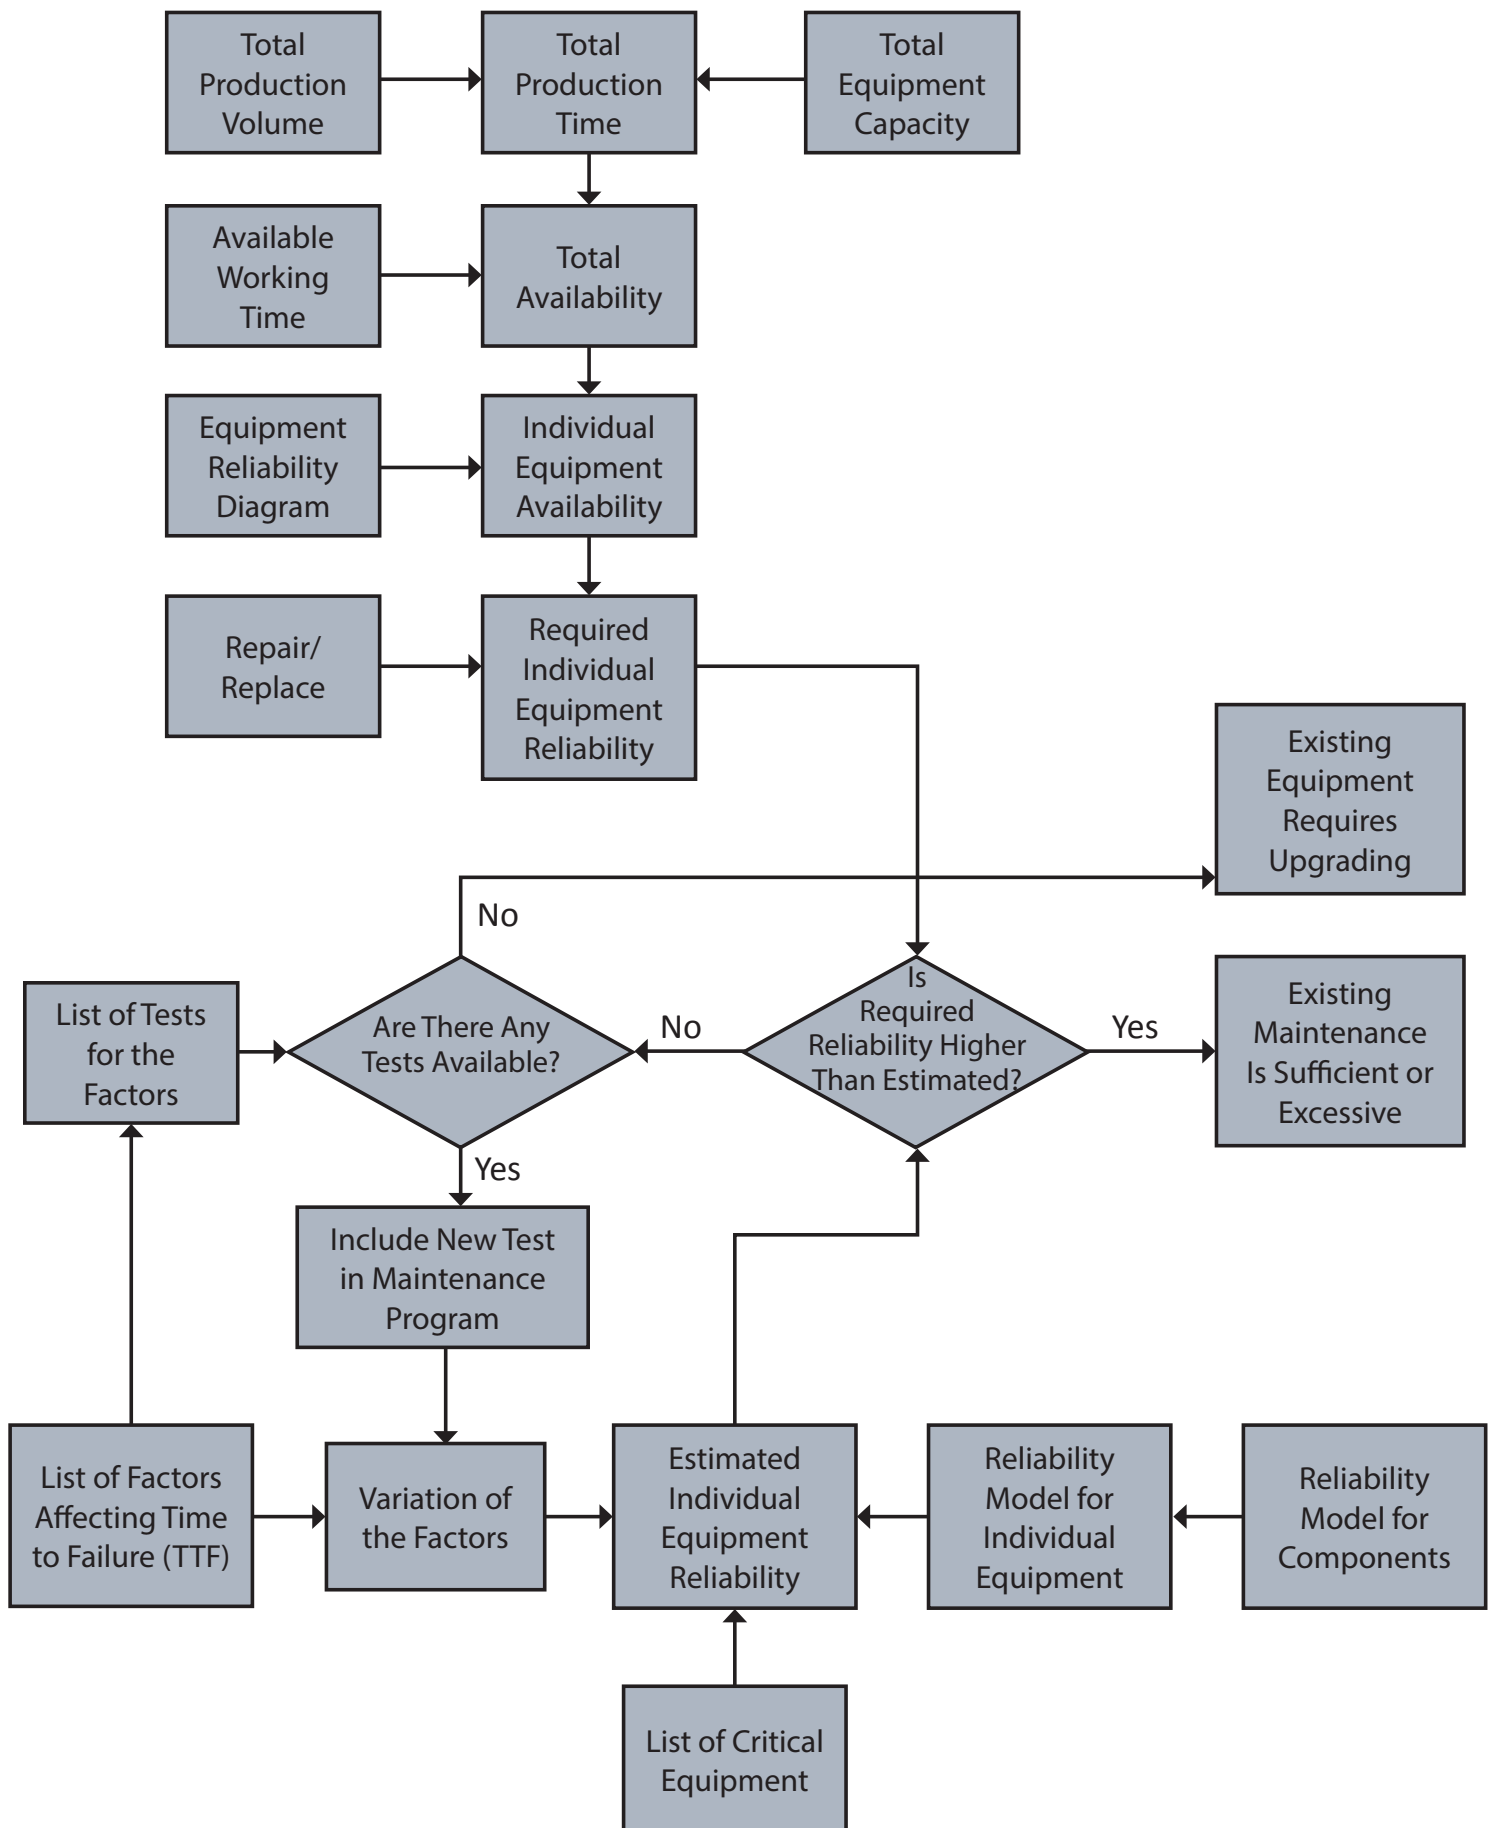 Total
Production
Volume
Total
Production
Time
Total
Equipment
Capacity
Available
Working
Time
Total
Availability
Equipment
Reliability
Diagram
Individual
Equipment
Availability
Repair/
Replace
Required
Individual
Equipment
Reliability
Existing
Equipment
Requires
Upgrading
No
List of Tests
for the
Factors
Are There Any
Tests Available?
No
Is
Required
Reliability Higher
Than Estimated?
Yes
Existing
Maintenance
Is Sufficient or
Excessive
Yes
Include New Test
in Maintenance
Program
List of Factors
Affecting Time
to Failure (TTF)
Variation of
the Factors
Estimated
Individual
Equipment
Reliability
Reliability
Model for
Individual
Equipment
Reliability
Model for
Components
List of Critical
Equipment